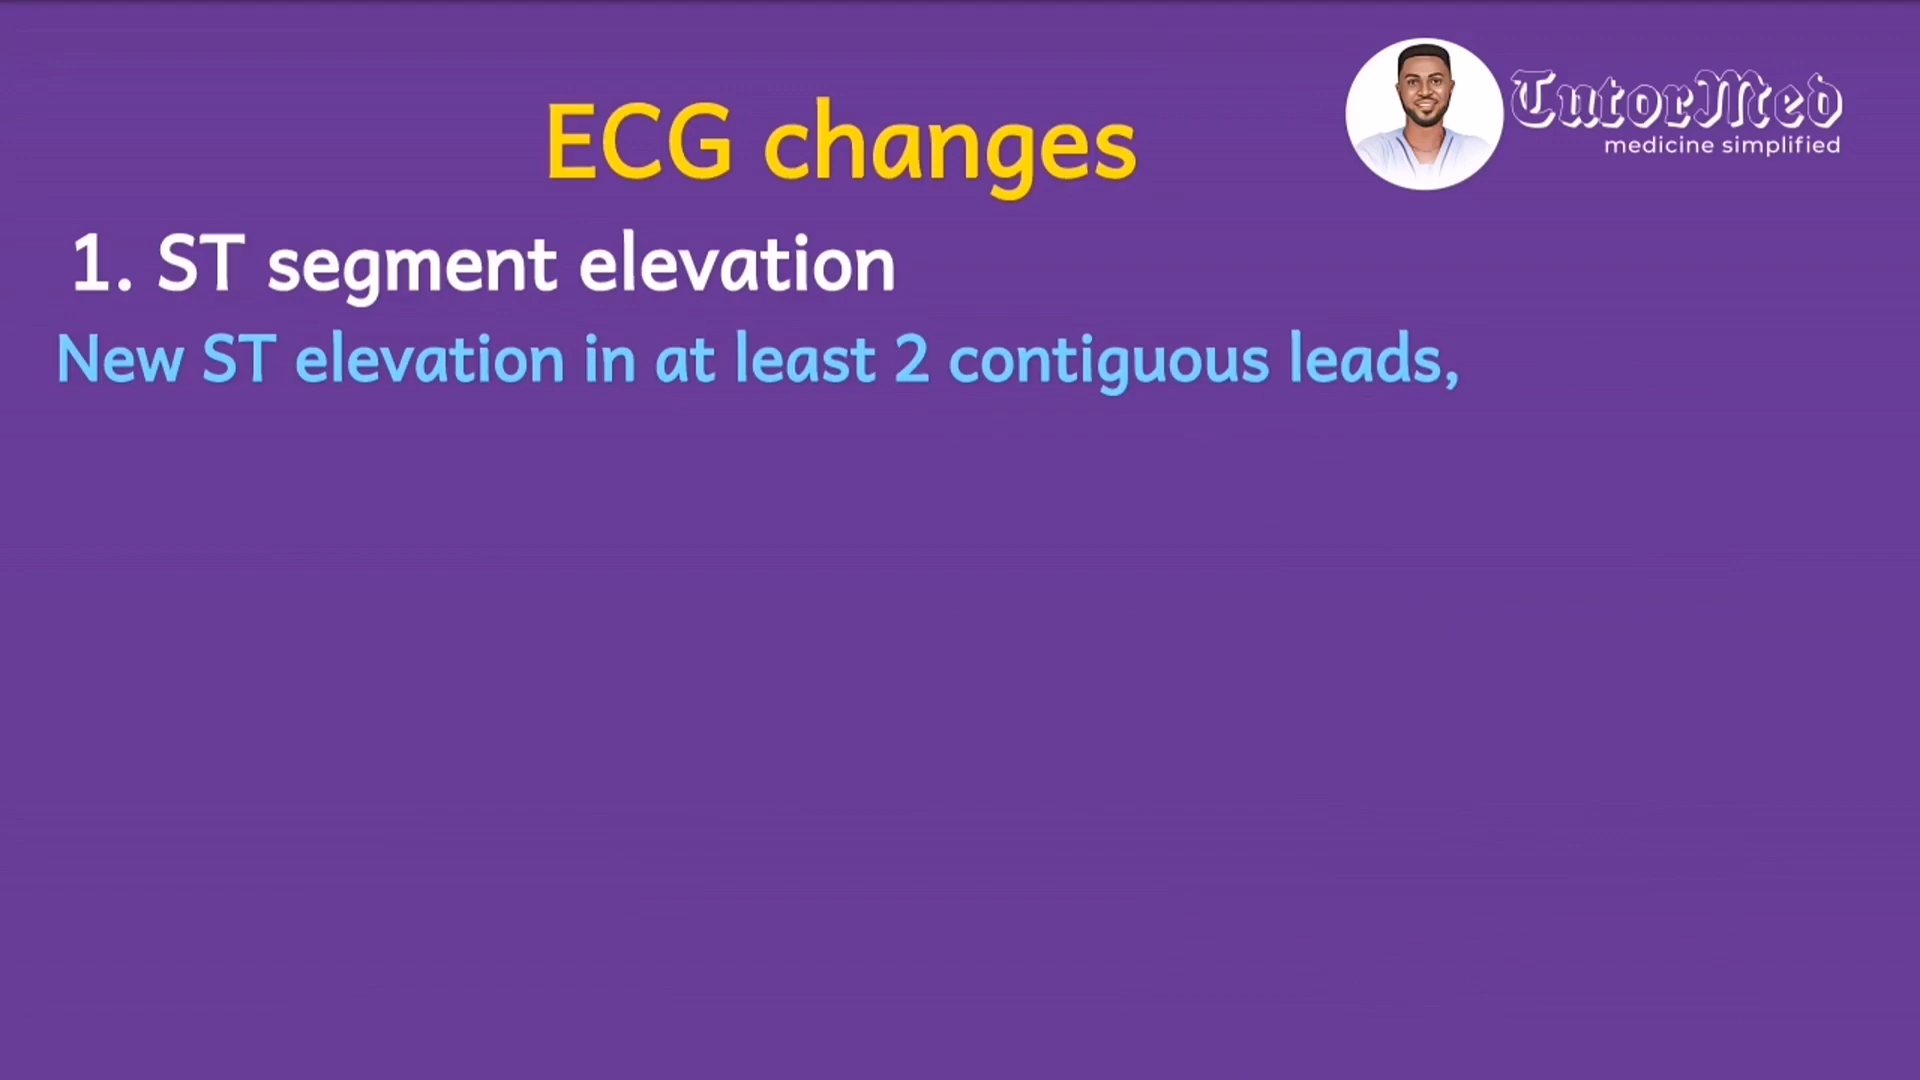 TutorMed
medicine simplified
ECG changes
1. ST segment elevation
New ST elevation in at least 2 contiguous leads,